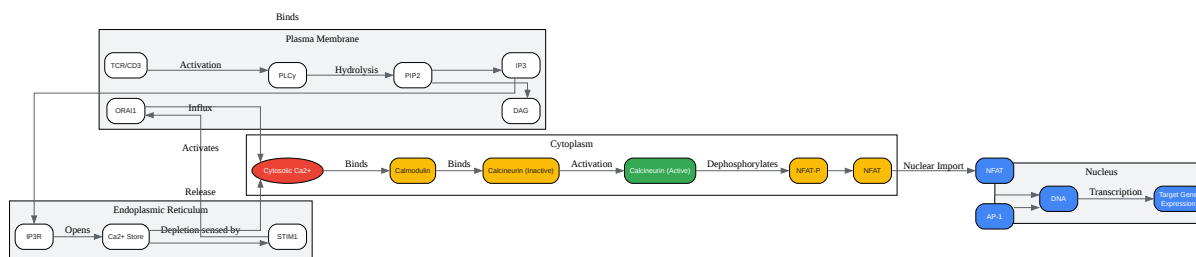 Binds
Plasma Membrane
TCR/CD3
Activation
PLCγ
Hydrolysis
PIP2
IP3
ORAI1
Influx
DAG
Activates
Cytoplasm
Cytosolic Ca2+
Binds
Calmodulin
Binds
Calcineurin (Inactive)
Activation
Calcineurin (Active)
Dephosphorylates
NFAT-P
NFAT
Nuclear Import
NFAT
Nucleus
AP-1
DNA
Transcription
Target Gene
Expression
Release
Endoplasmic Reticulum
IP3R
Opens
Ca2+ Store
Depletion sensed by
STIM1